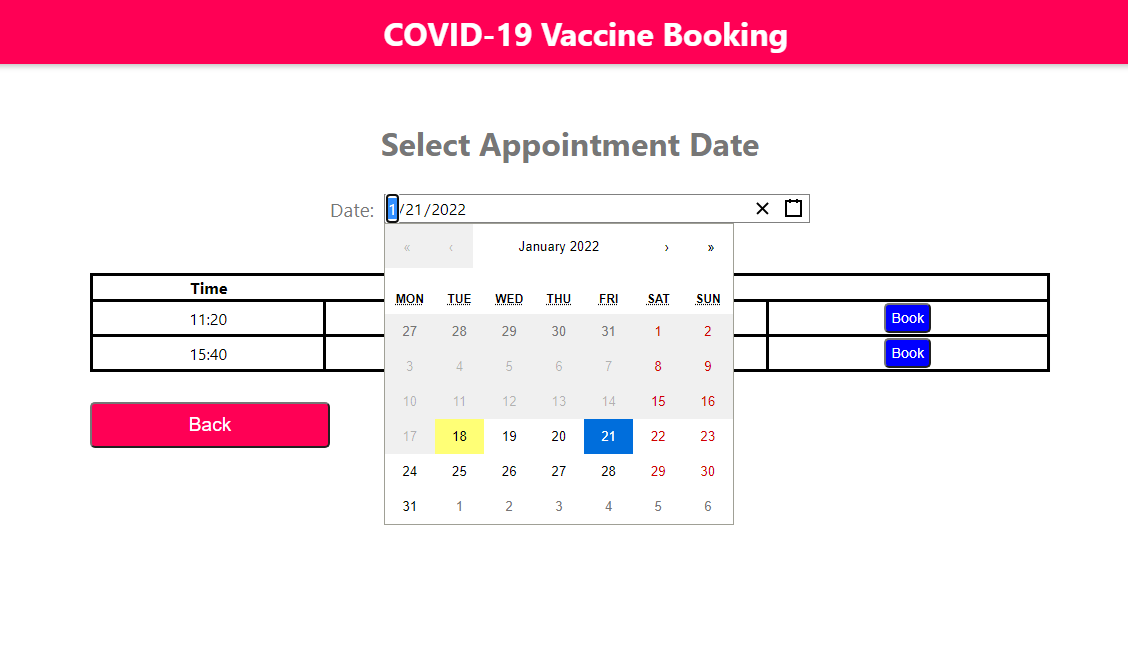 COVID-19 Vaccine Booking
Select Appointment Date
Date: 1/21/2022
« ‹ January 2022 › »
Time
MON TUE WED THU FRI SAT SUN
11:20 Book
27 28 29 30 31 1 2
15:40 Book
3 4 5 6 7 8 9
10 11 12 13 14 15 16
Back
17 18 19 20 21 22 23
24 25 26 27 28 29 30
31 1 2 3 4 5 6